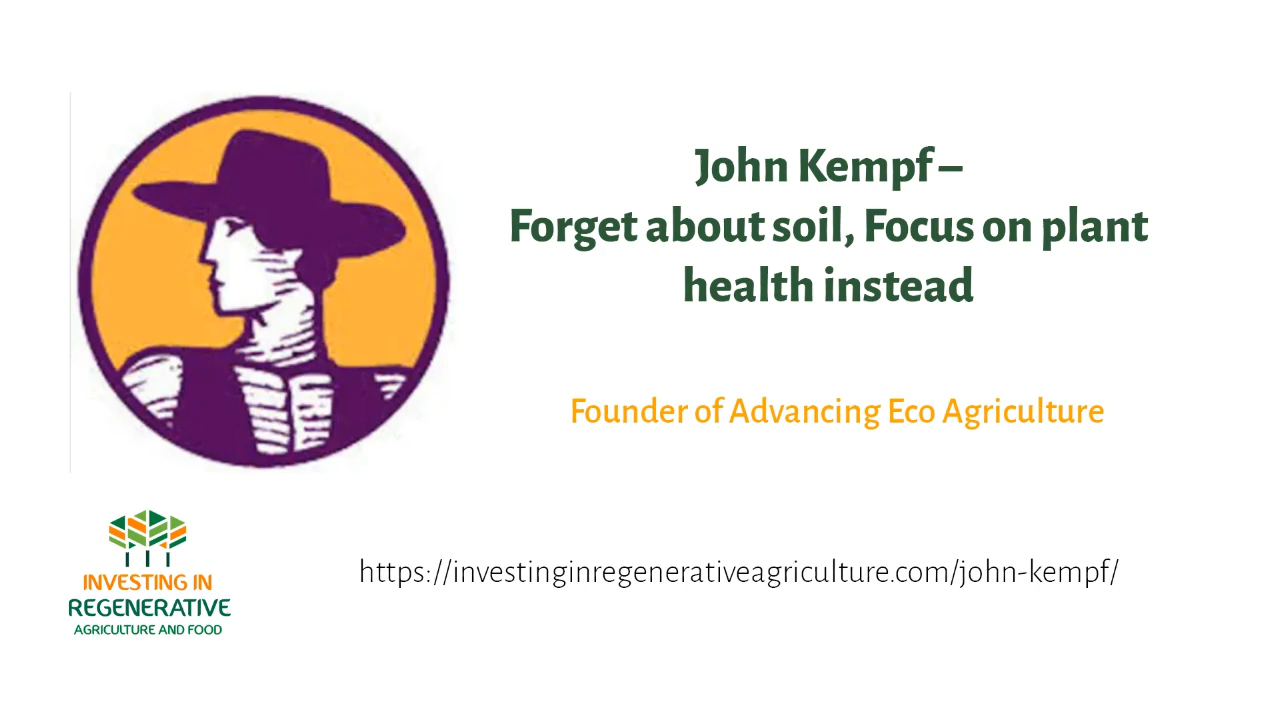 John Kempf –
Forget about soil, Focus on plant
health instead
Founder of Advancing Eco Agriculture
https://investinginregenerativeagriculture.com/john-kempf/
INVESTING IN
REGENERATIVE
AGRICULTURE AND FOOD